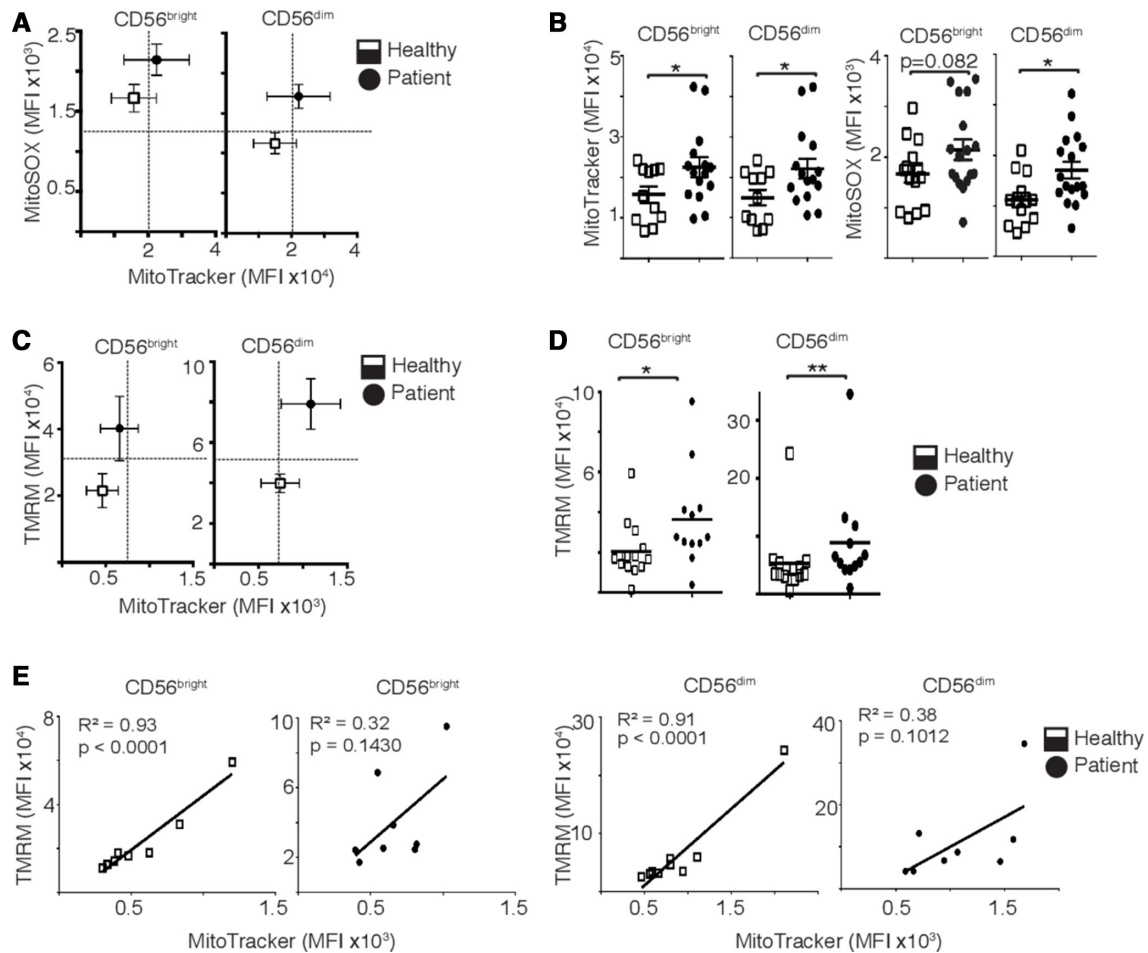 A
CD56bright
CD56dim
MitoSOX (MFI x10³)
2.5
1.5
0.5
2
4
2
4
MitoTracker (MFI x10⁴)
Healthy
Patient
B
CD56bright
CD56dim
MitoTracker (MFI x10⁴)
5
3
1
*
*
CD56bright
CD56dim
p=0.082
*
MitoSOX (MFI x10³)
4
2
C
CD56bright
CD56dim
TMRM (MFI x10⁴)
6
4
2
10
6
2
0.5
1.5
0.5
1.5
MitoTracker (MFI x10³)
Healthy
Patient
D
CD56bright
CD56dim
*
**
TMRM (MFI x10⁴)
10
6
30
20
Healthy
Patient
E
CD56bright
R² = 0.93
p < 0.0001
TMRM (MFI x10⁴)
8
4
0.5
1.5
CD56bright
R² = 0.32
p = 0.1430
10
6
2
0.5
1.5
MitoTracker (MFI x10³)
CD56dim
R² = 0.91
p < 0.0001
TMRM (MFI x10⁴)
30
10
0.5
1.5
CD56dim
R² = 0.38
p = 0.1012
40
20
0.5
1.5
MitoTracker (MFI x10³)
Healthy
Patient